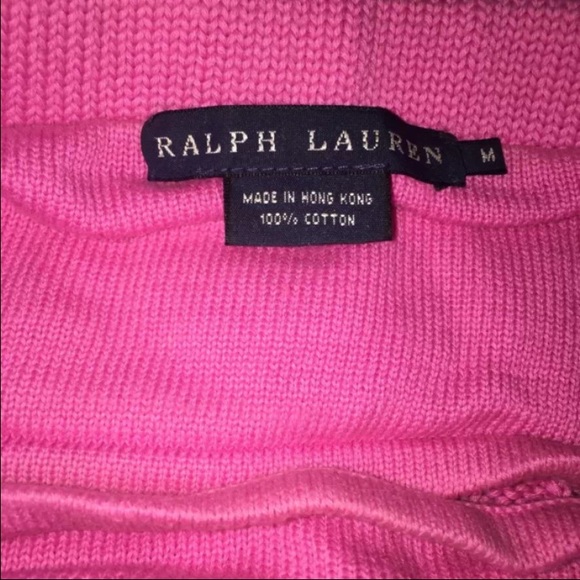 RALPH LAUREN
M
MADE IN HONG KONG
100% COTTON